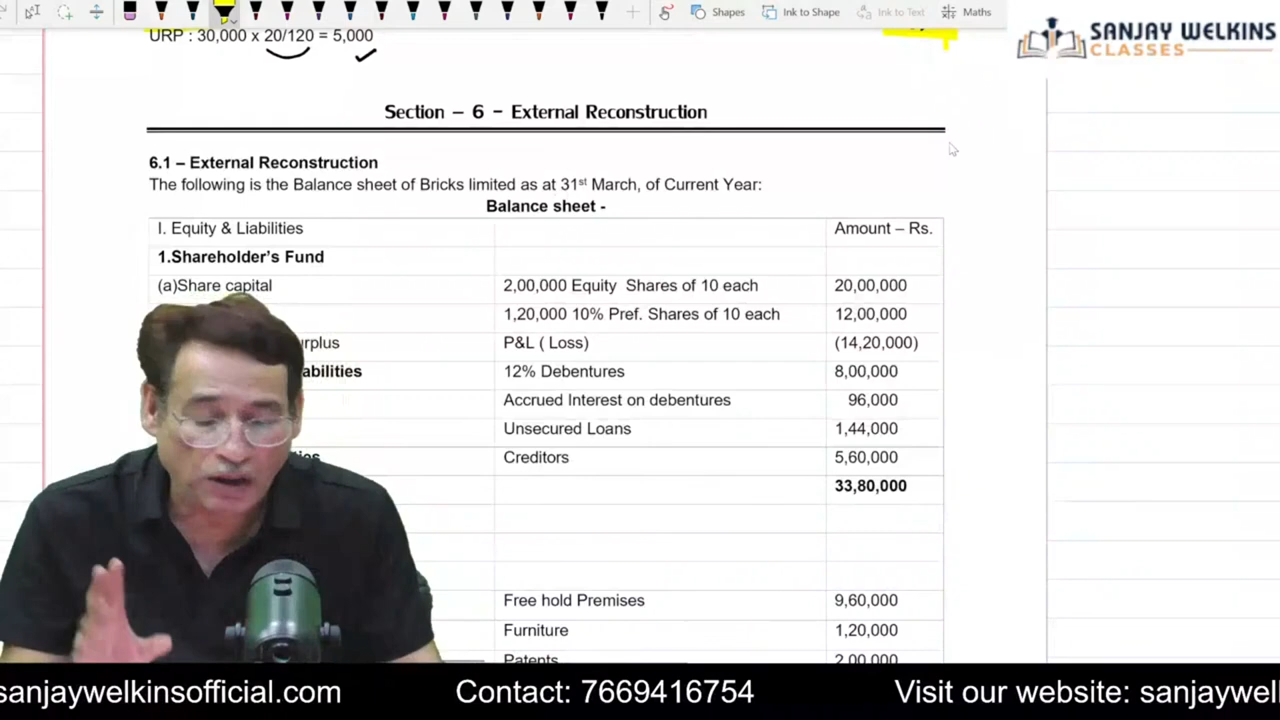 Shapes Ink to Shape Ink to Text Maths
SANJAY WELKINS
CLASSES
URP : 30,000 x 20/120 = 5,000
Section – 6 – External Reconstruction
6.1 – External Reconstruction
The following is the Balance sheet of Bricks limited as at 31st March, of Current Year:
Balance sheet -
I. Equity & Liabilities Amount – Rs.
1.Shareholder's Fund
(a)Share capital 2,00,000 Equity Shares of 10 each 20,00,000
1,20,000 10% Pref. Shares of 10 each 12,00,000
rplus P&L ( Loss) (14,20,000)
abilities 12% Debentures 8,00,000
Accrued Interest on debentures 96,000
Unsecured Loans 1,44,000
Creditors 5,60,000
33,80,000
Free hold Premises 9,60,000
Furniture 1,20,000
Patents 2,00,000
sanjaywelkinsofficial.com Contact: 7669416754 Visit our website: sanjaywelki